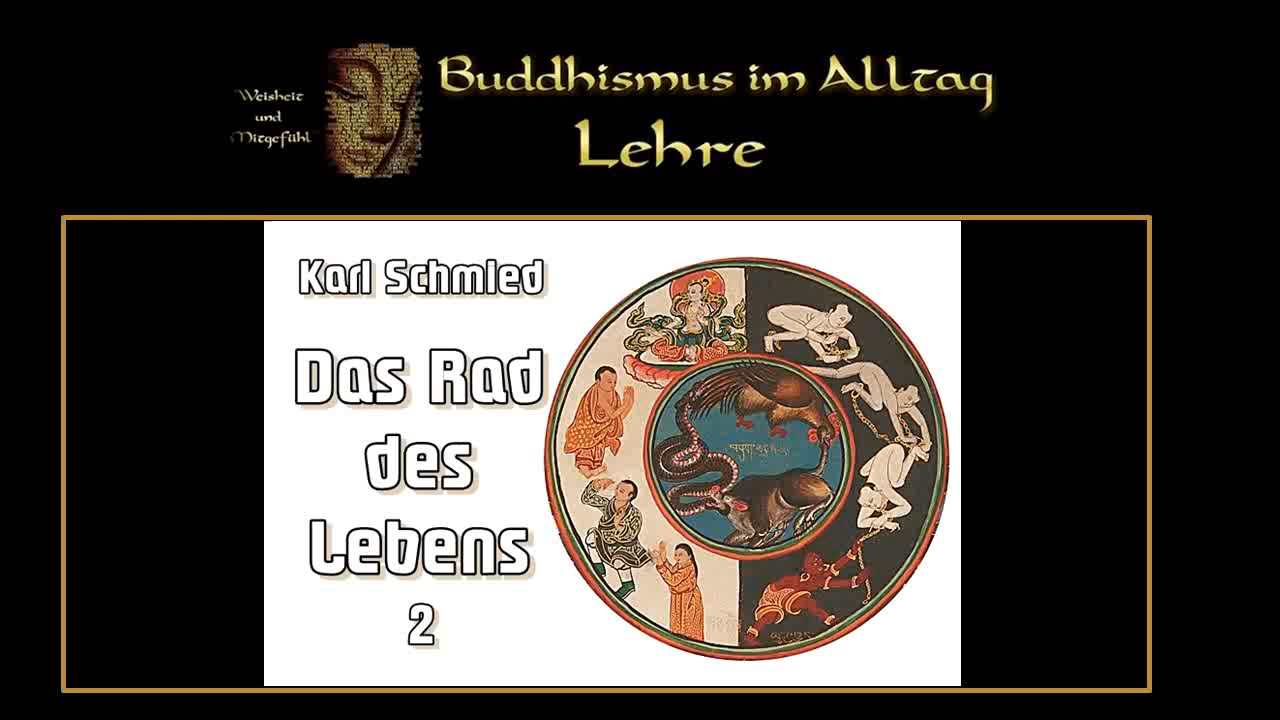 Weisheit
und
Mitgefühl
Buddhismus im Alltag
Lehre
Karl Schmied
Das Rad
des
Lebens
2